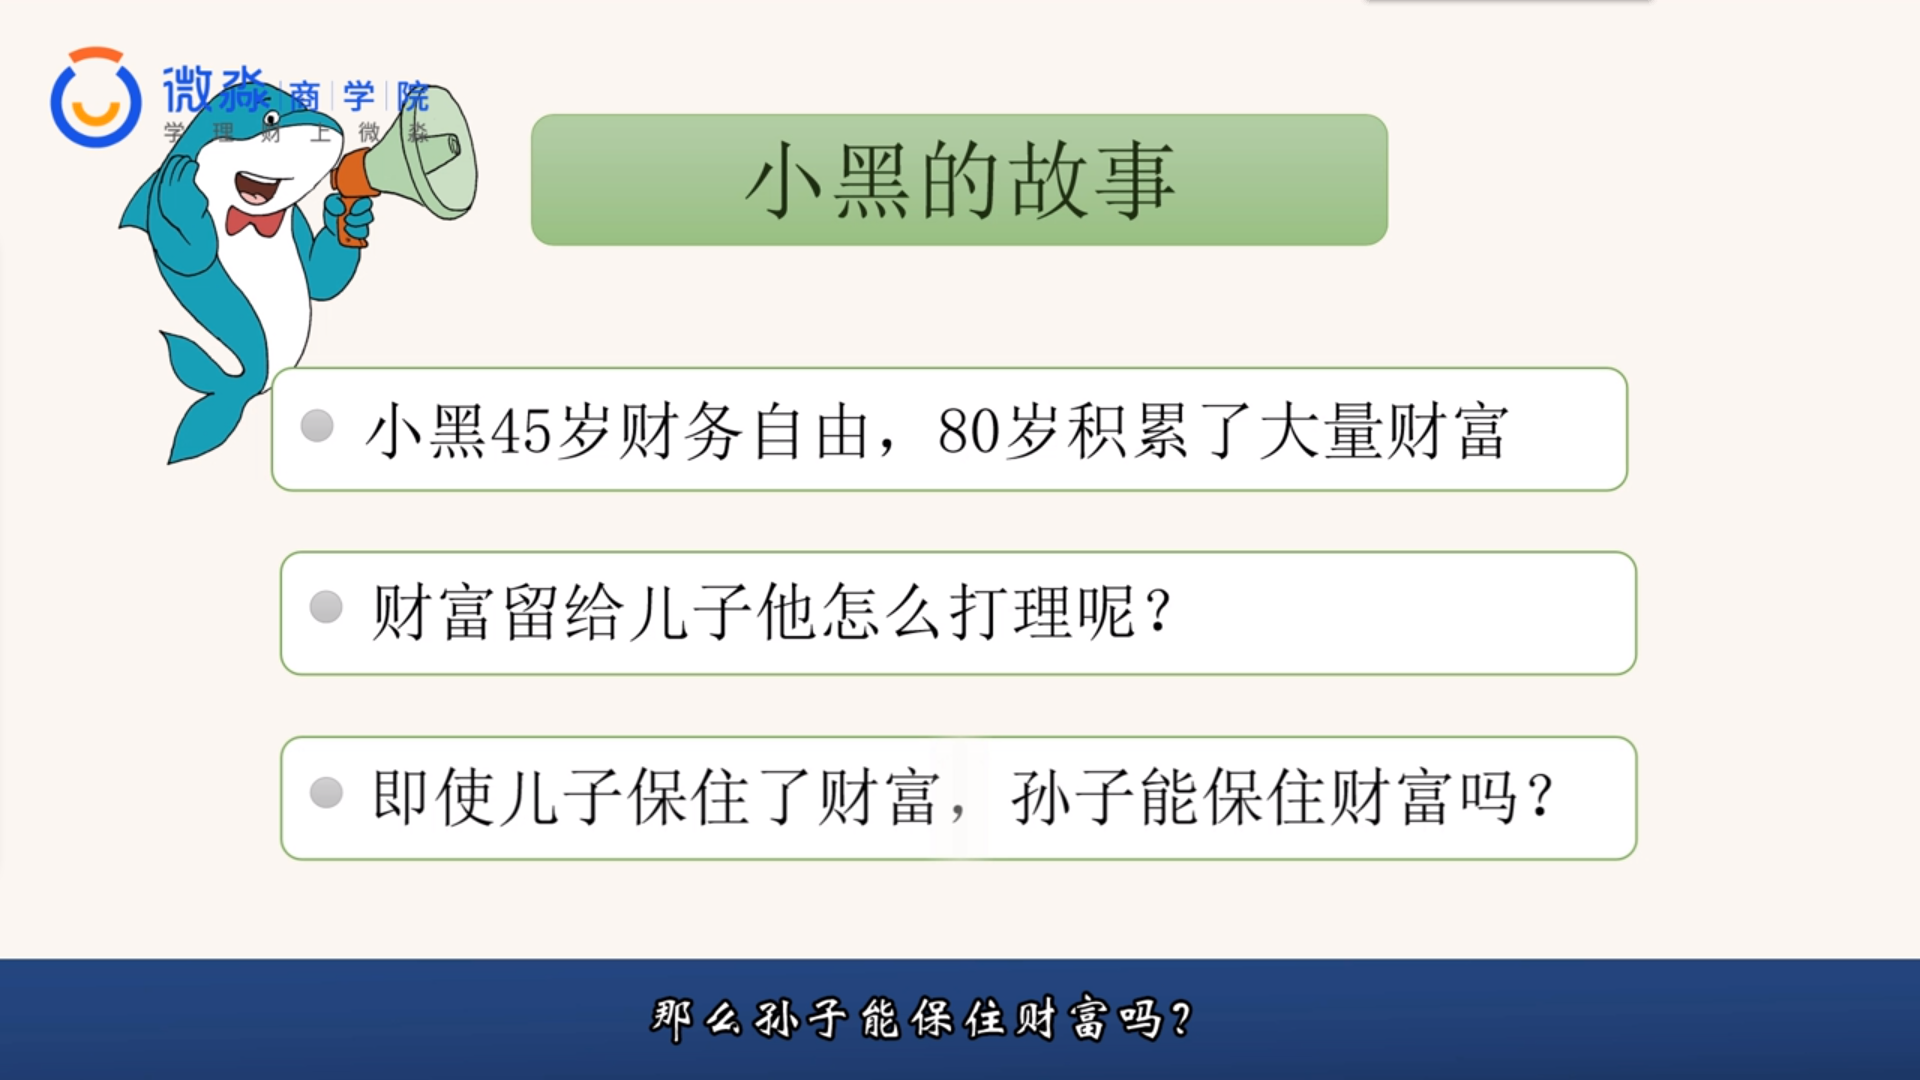 微淼 商 学 院
学理财上微淼
小黑的故事
小黑45岁财务自由，80岁积累了大量财富
财富留给儿子他怎么打理呢？
即使儿子保住了财富，孙子能保住财富吗？
那么孙子能保住财富吗？